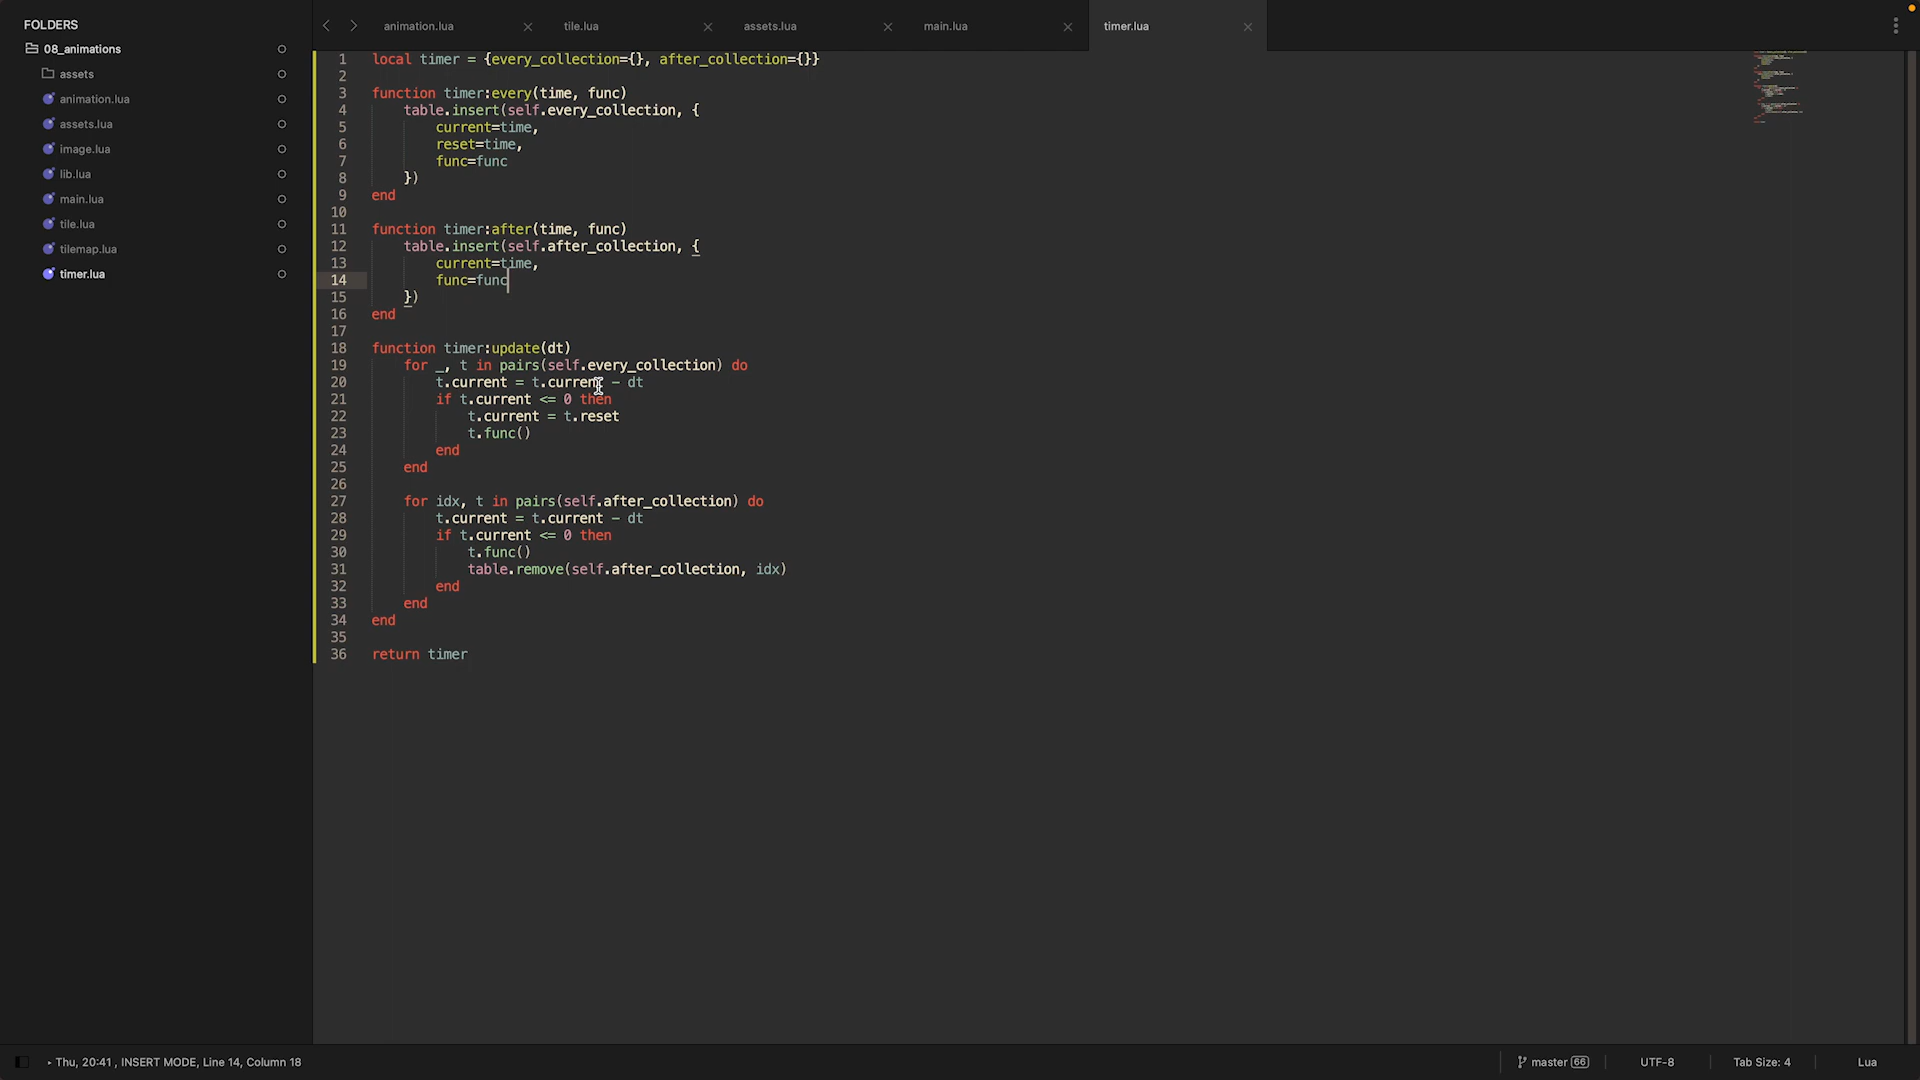 FOLDERS
08_animations
assets
animation.lua
assets.lua
image.lua
lib.lua
main.lua
tile.lua
tilemap.lua
timer.lua
animation.lua tile.lua assets.lua main.lua timer.lua
1 local timer = {every_collection={}, after_collection={}}
2
3 function timer:every(time, func)
4 table.insert(self.every_collection, {
5 current=time,
6 reset=time,
7 func=func
8 })
9 end
10
11 function timer:after(time, func)
12 table.insert(self.after_collection, {
13 current=time,
14 func=func
15 })
16 end
17
18 function timer:update(dt)
19 for _, t in pairs(self.every_collection) do
20 t.current = t.current - dt
21 if t.current <= 0 then
22 t.current = t.reset
23 t.func()
24 end
25 end
26
27 for idx, t in pairs(self.after_collection) do
28 t.current = t.current - dt
29 if t.current <= 0 then
30 t.func()
31 table.remove(self.after_collection, idx)
32 end
33 end
34 end
35
36 return timer
Thu, 20:41 , INSERT MODE, Line 14, Column 18 master 66 UTF-8 Tab Size: 4 Lua